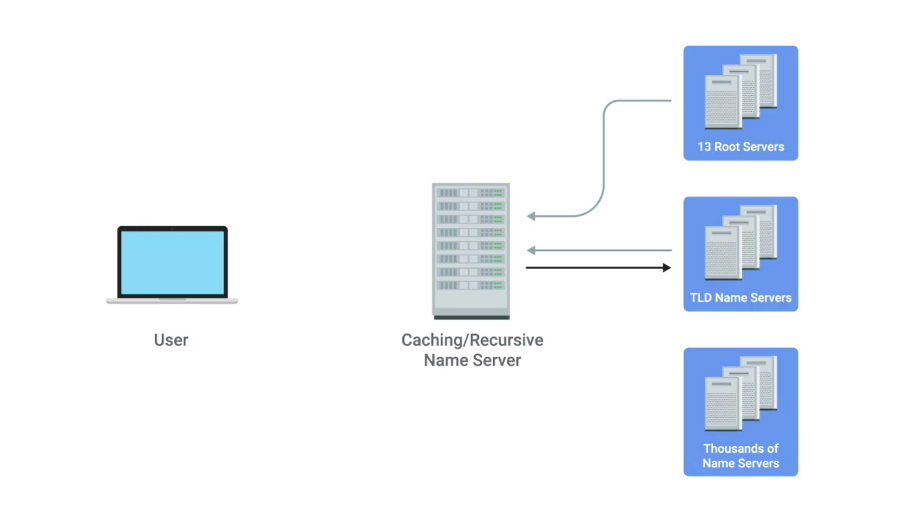 13 Root Servers
TLD Name Servers
User
Caching/Recursive
Name Server
Thousands of
Name Servers